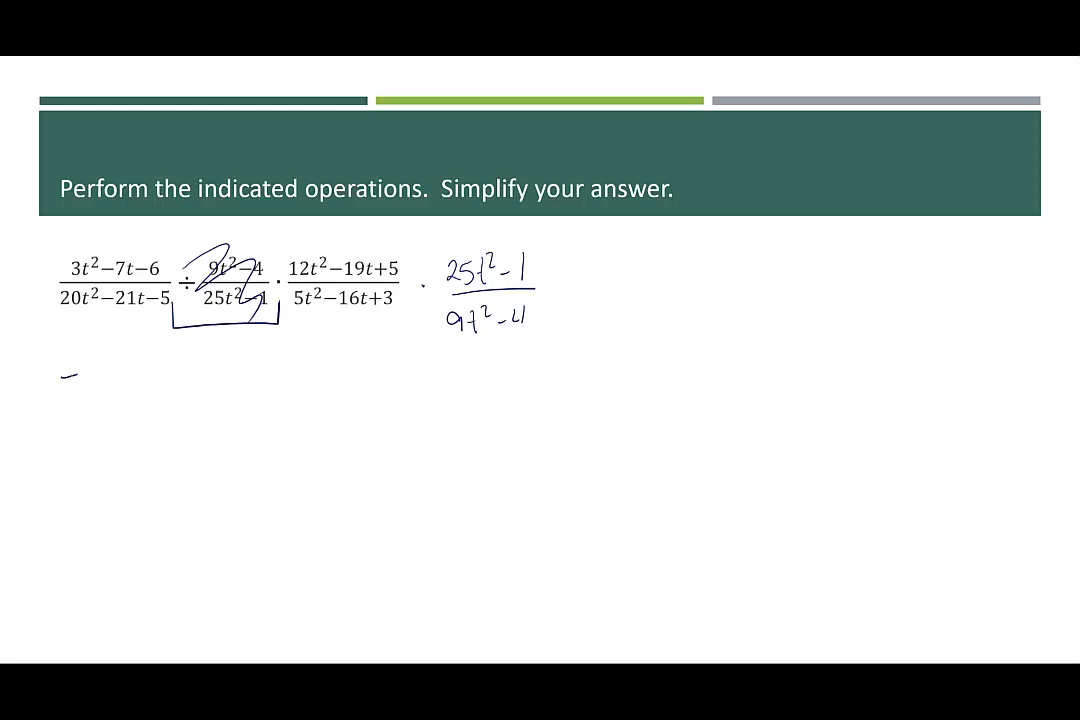 Perform the indicated operations.  Simplify your answer.
3t²−7t−6 / 20t²−21t−5 ÷ 9t²−4 / 25t²−1 · 12t²−19t+5 / 5t²−16t+3 · 25t²-1 / 9t²-4
–